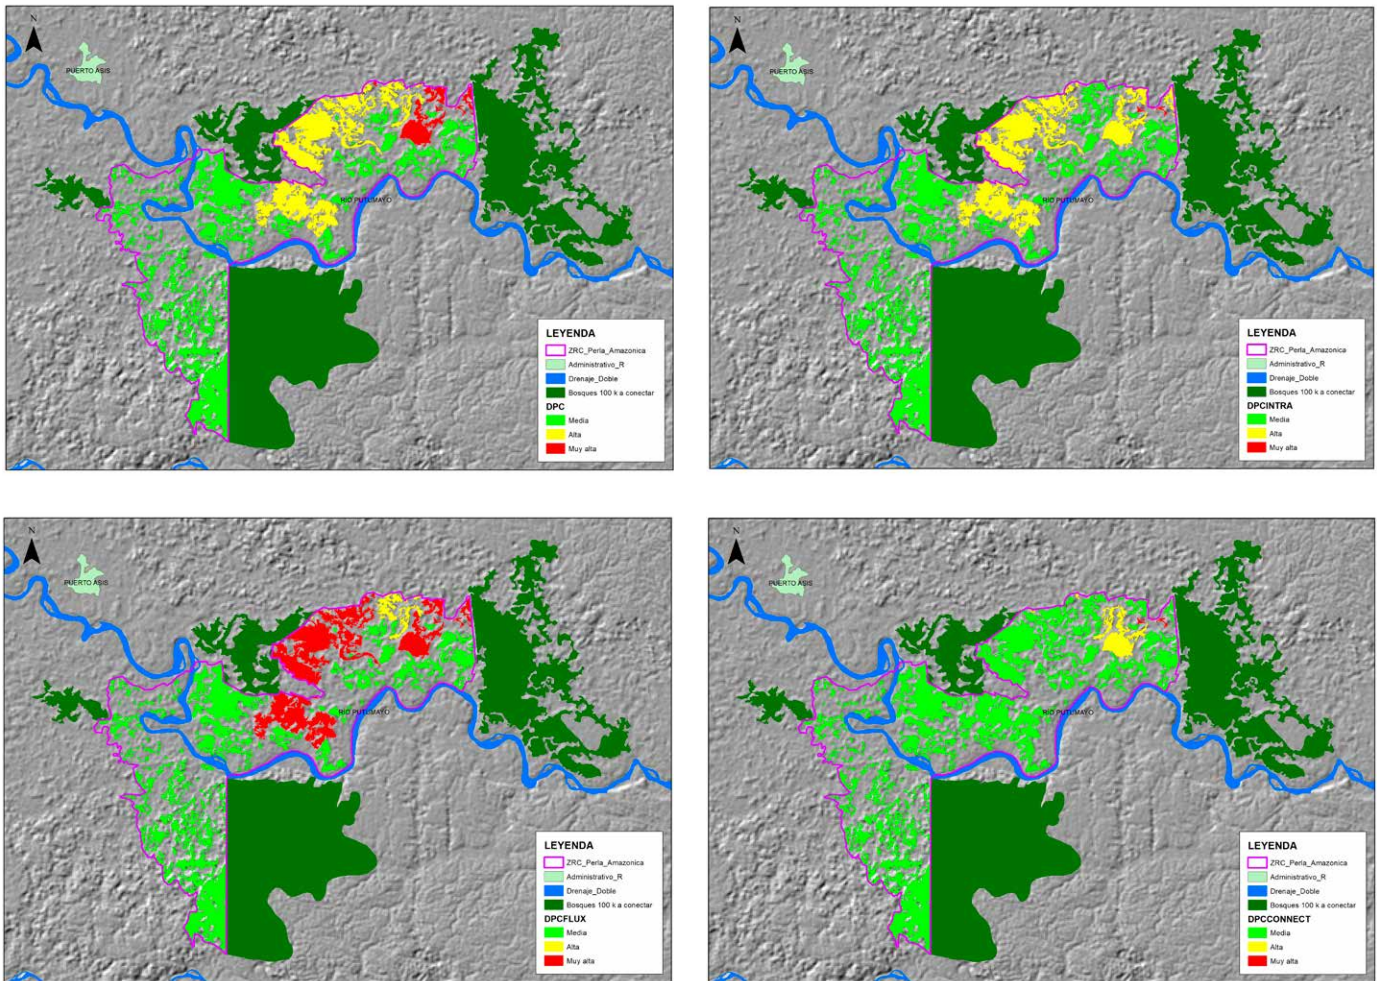 N
PUERTO ASIS
RIO PUTUMAYO
LEYENDA
ZRC_Perla_Amazonica
Administrativo_R
Drenaje_Doble
Bosques 100 k a conectar
DPC
Media
Alta
Muy alta
N
PUERTO ASIS
RIO PUTUMAYO
LEYENDA
ZRC_Perla_Amazonica
Administrativo_R
Drenaje_Doble
Bosques 100 k a conectar
DPCINTRA
Media
Alta
Muy alta
N
PUERTO ASIS
RIO PUTUMAYO
LEYENDA
ZRC_Perla_Amazonica
Administrativo_R
Drenaje_Doble
Bosques 100 k a conectar
DPCFLUX
Media
Alta
Muy alta
N
PUERTO ASIS
RIO PUTUMAYO
LEYENDA
ZRC_Perla_Amazonica
Administrativo_R
Drenaje_Doble
Bosques 100 k a conectar
DPCCONNECT
Media
Alta
Muy alta